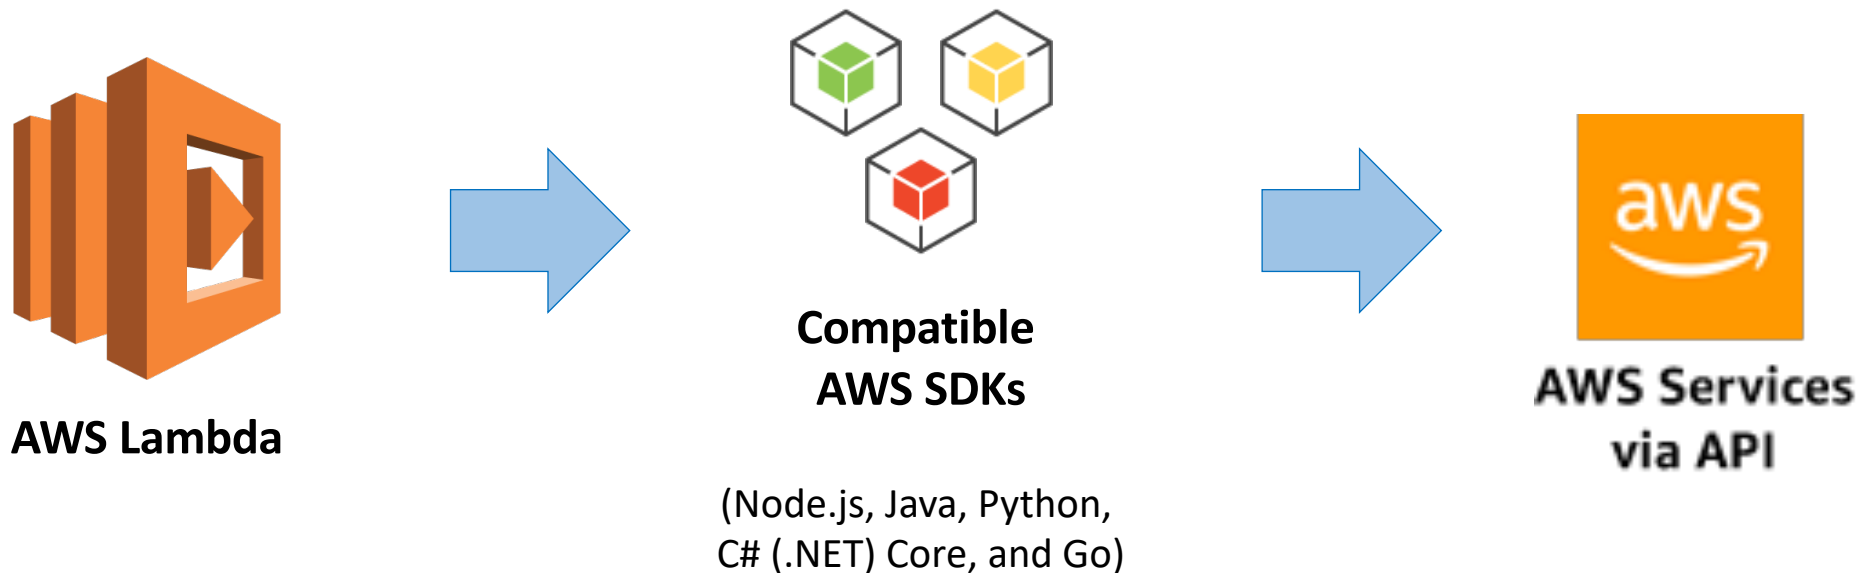 AWS Lambda
Compatible
AWS SDKs
(Node.js, Java, Python,
C# (.NET) Core, and Go)
aws
AWS Services
via API